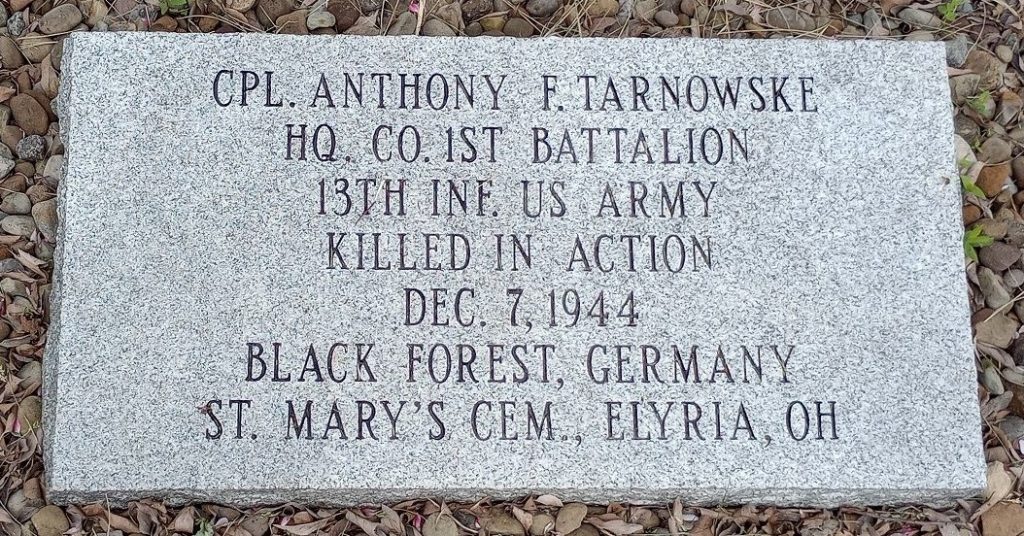 CPL. ANTHONY F. TARNOWSKE
HQ. CO. 1ST BATTALION
13TH INF. US ARMY
KILLED IN ACTION
DEC. 7, 1944
BLACK FOREST, GERMANY
ST. MARY'S CEM., ELYRIA, OH